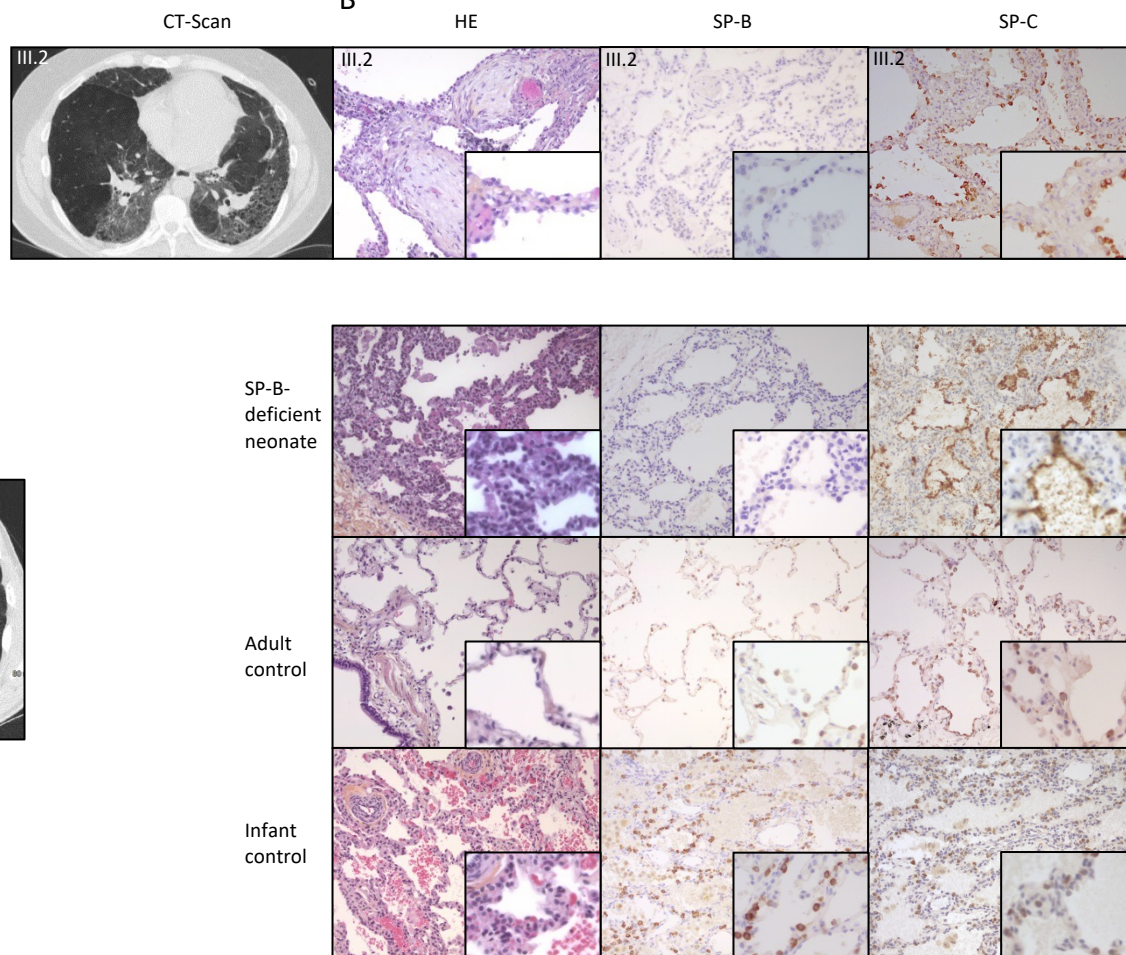 B
CT-Scan HE SP-B SP-C
III.2 III.2 III.2 III.2
SP-B-
deficient
neonate
Adult
control
Infant
control